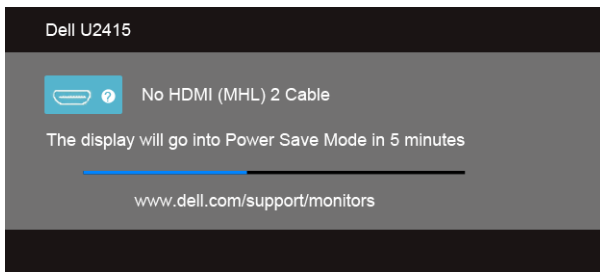 Dell U2415
? No HDMI (MHL) 2 Cable
The display will go into Power Save Mode in 5 minutes
www.dell.com/support/monitors